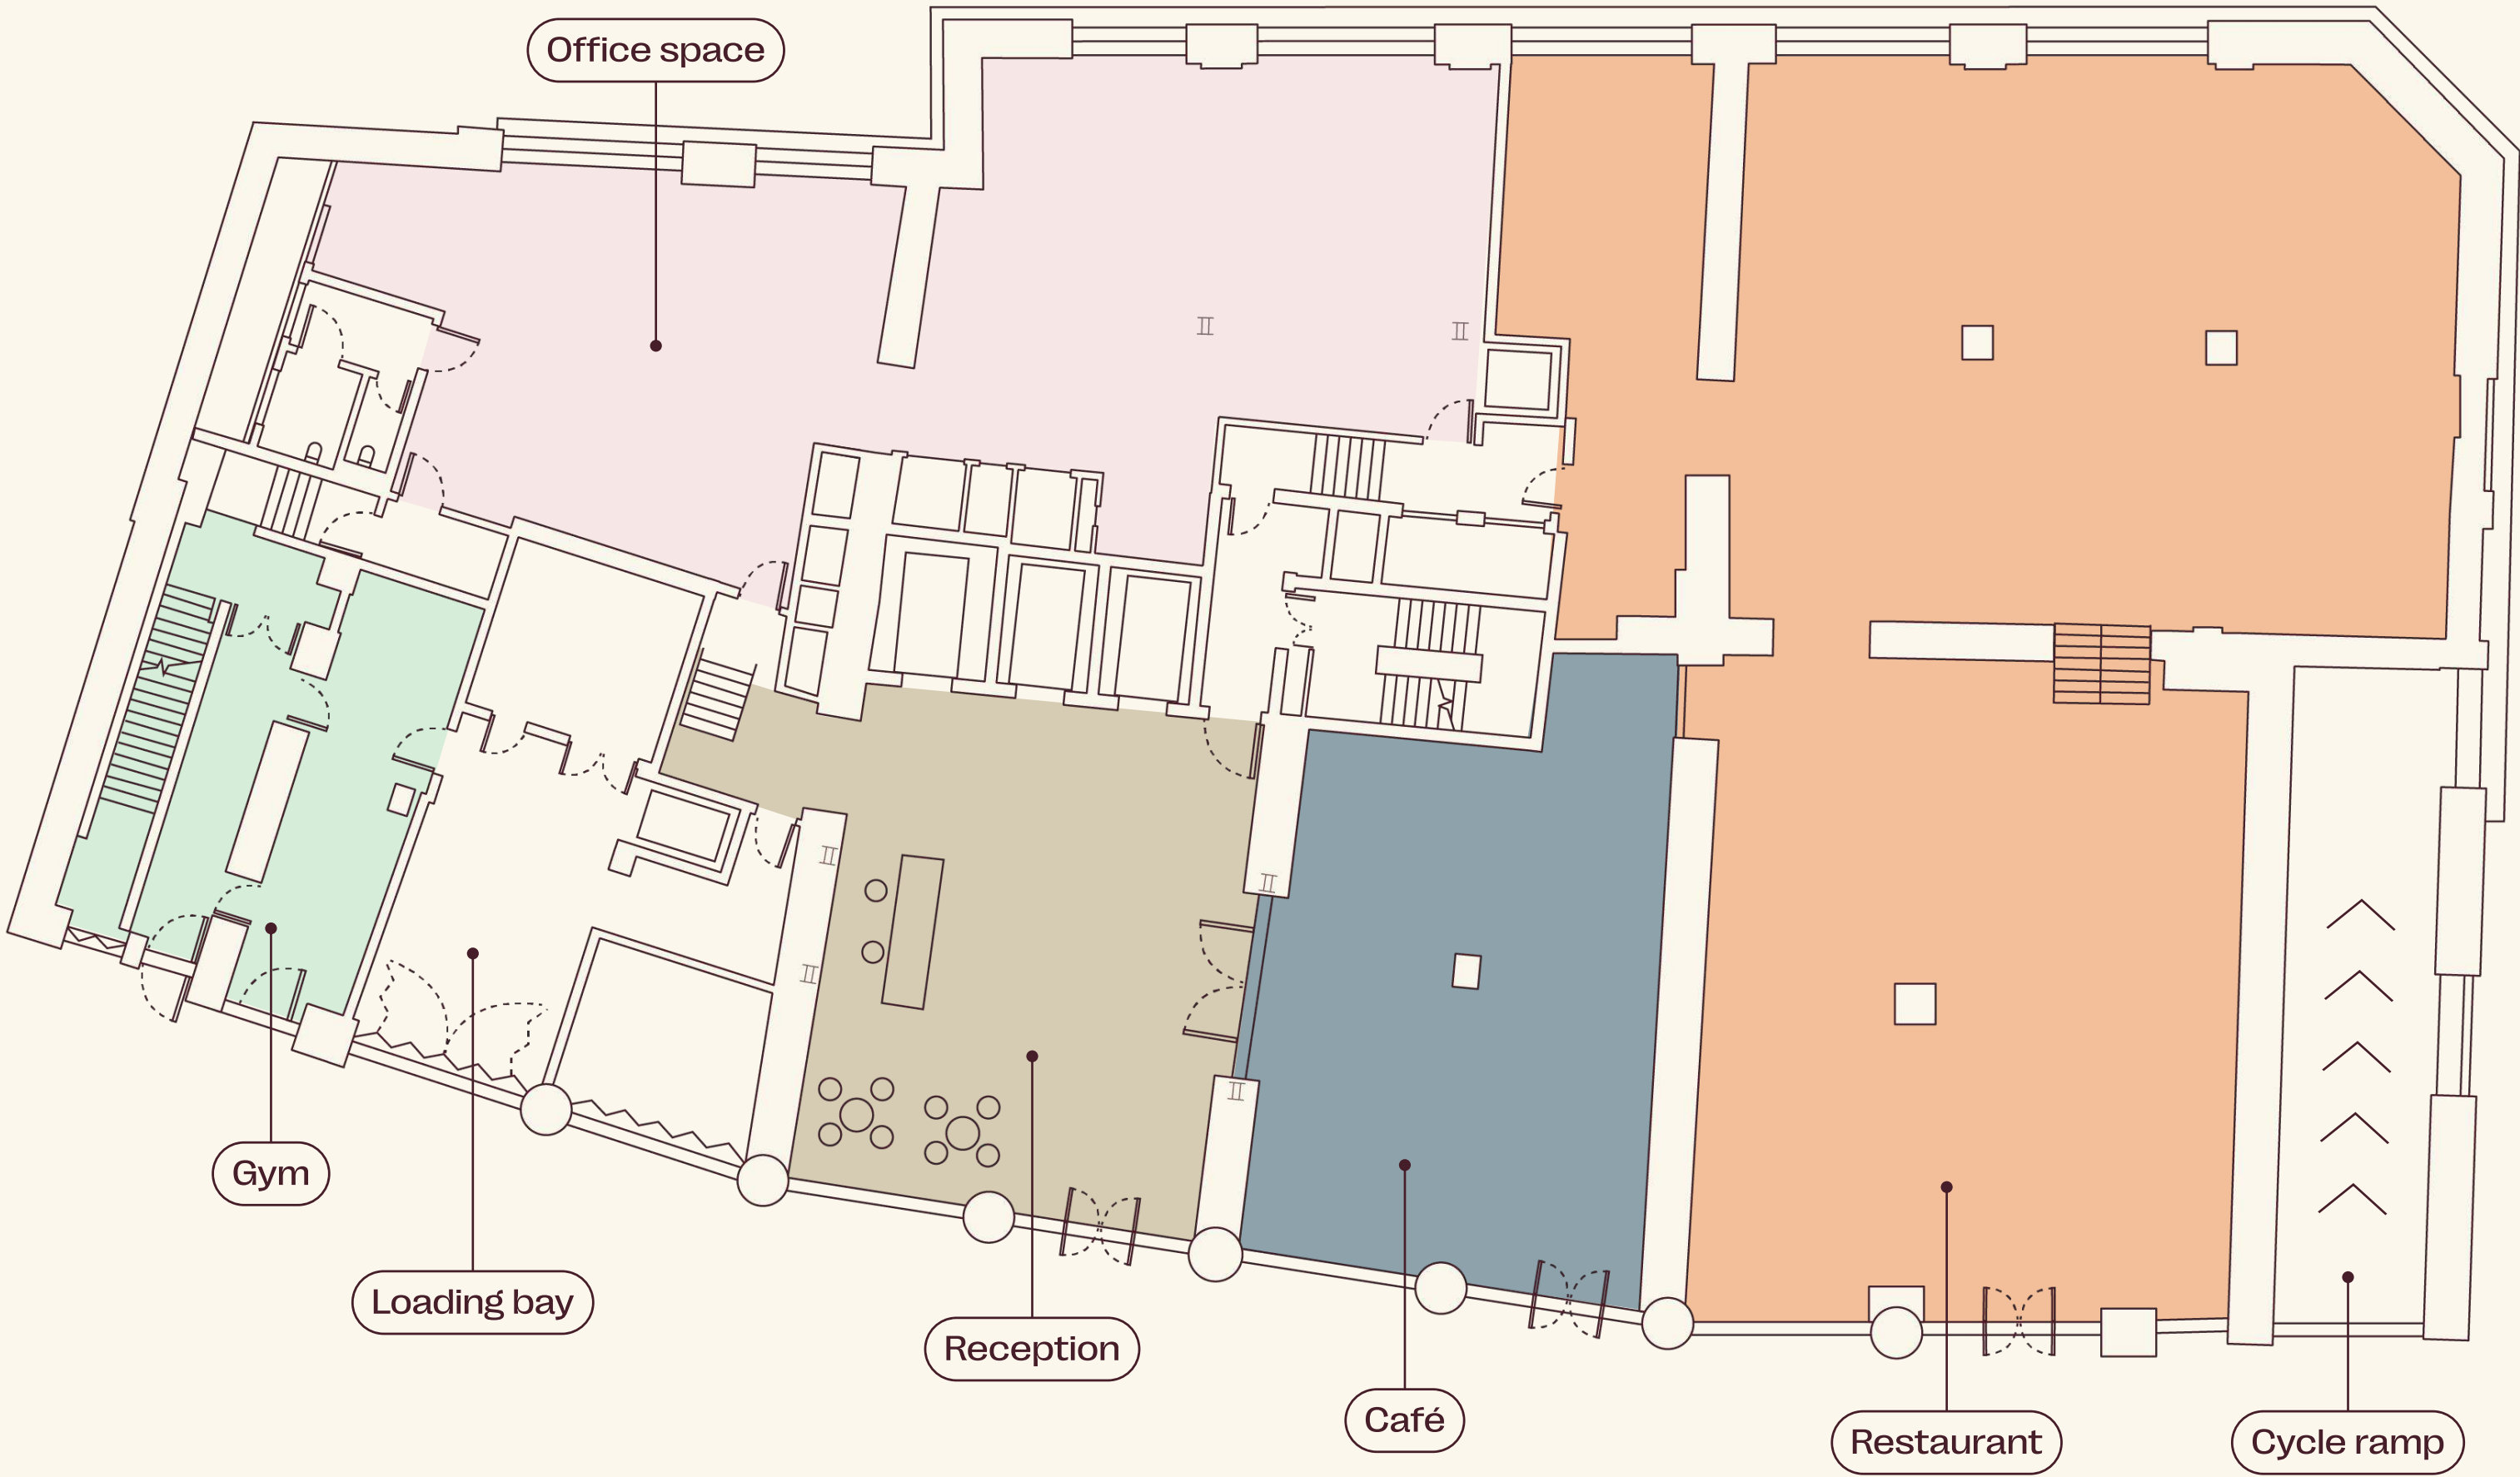 Office space
Gym
Loading bay
Reception
Café
Restaurant
Cycle ramp